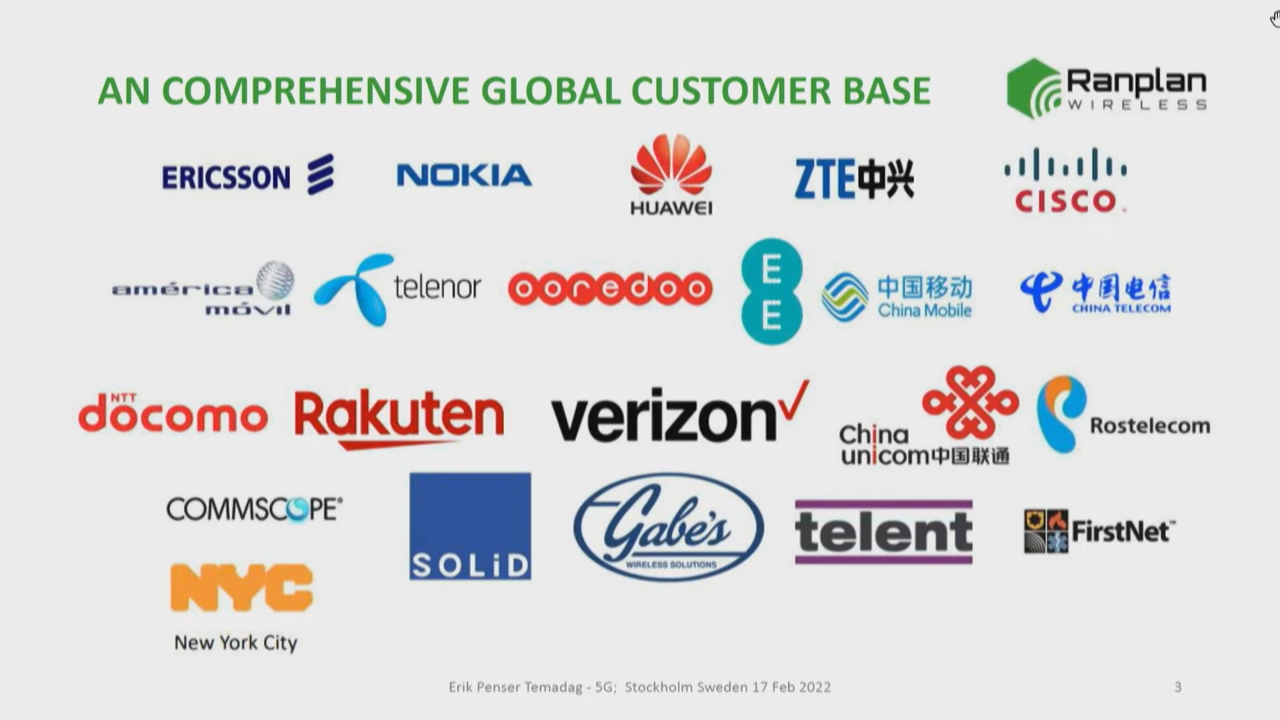 AN COMPREHENSIVE GLOBAL CUSTOMER BASE
Ranplan
WIRELESS
ERICSSON
NOKIA
HUAWEI
ZTE中兴
CISCO
américa
móvil
telenor
ooredoo
E
E
中国移动
China Mobile
中国电信
CHINA TELECOM
NTT
docomo
Rakuten
verizon
China
unicom中国联通
Rostelecom
COMMSCOPE®
SOLiD
Gabe's
WIRELESS SOLUTIONS
telent
FirstNet™
NYC
New York City
Erik Penser Temadag - 5G; Stockholm Sweden 17 Feb 2022
3